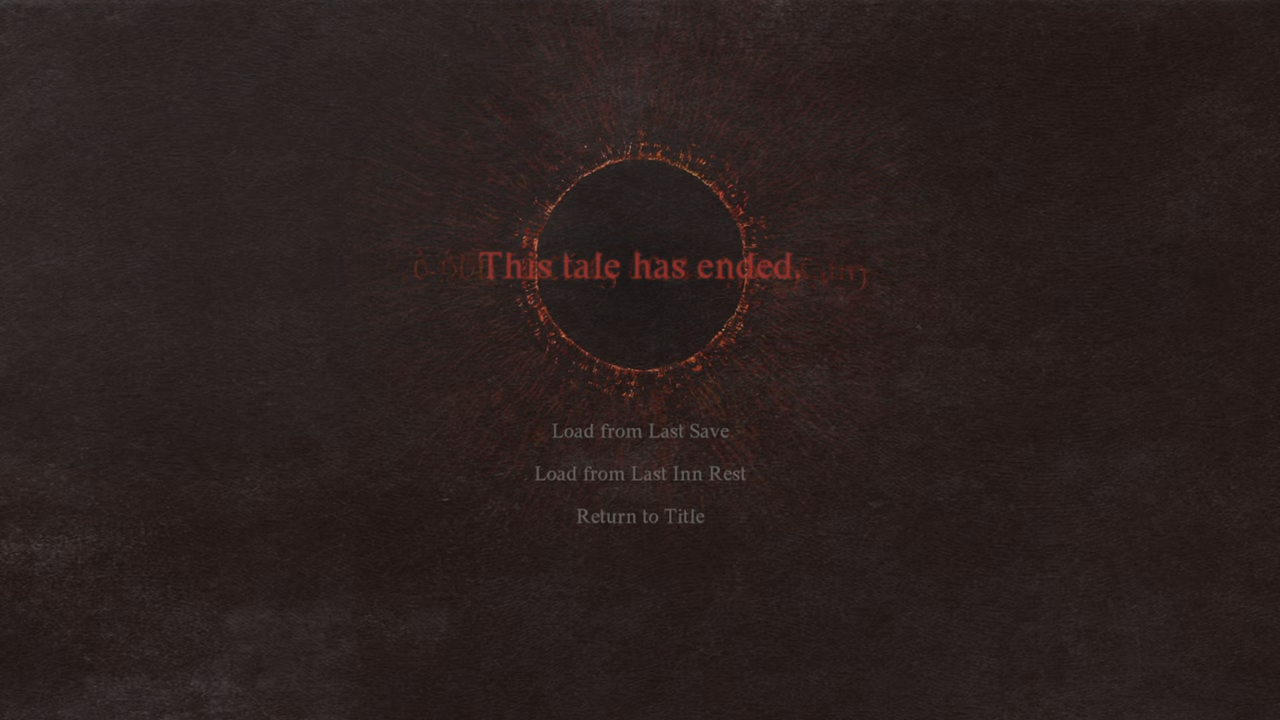 This tale has ended.
Load from Last Save
Load from Last Inn Rest
Return to Title